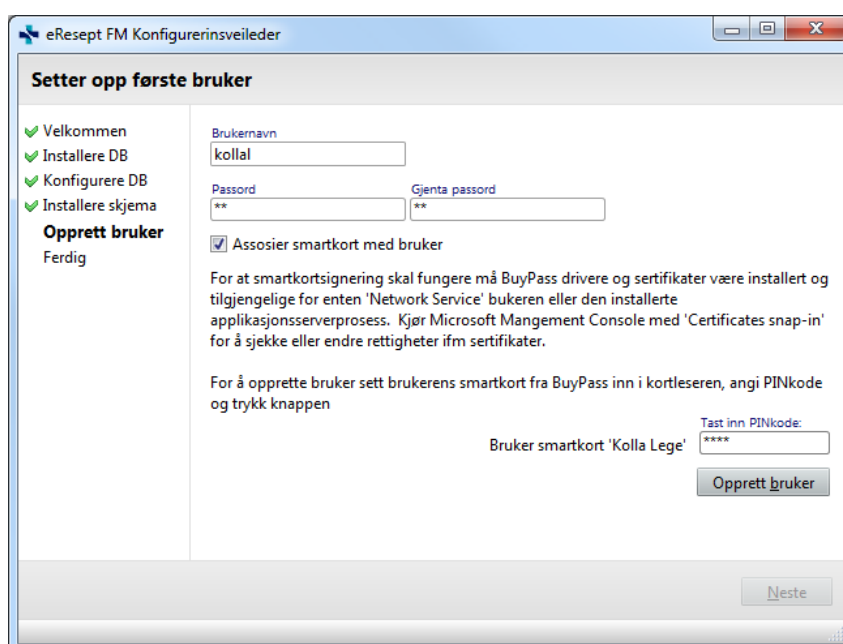 eResept FM Konfigurerinsveileder
Setter opp første bruker
Velkommen
Installere DB
Konfigurere DB
Installere skjema
Opprett bruker
Ferdig
Brukernavn
kollal
Passord
Gjenta passord
**
**
Assosier smartkort med bruker
For at smartkortsignering skal fungere må BuyPass drivere og sertifikater være installert og
tilgjengelige for enten 'Network Service' bukeren eller den installerte
applikasjonsserverprosess. Kjør Microsoft Mangement Console med 'Certificates snap-in'
for å sjekke eller endre rettigheter ifm sertifikater.
For å opprette bruker sett brukerens smartkort fra BuyPass inn i kortleseren, angi PINkode
og trykk knappen
Tast inn PINkode:
Bruker smartkort 'Kolla Lege'
****
Opprett bruker
Neste